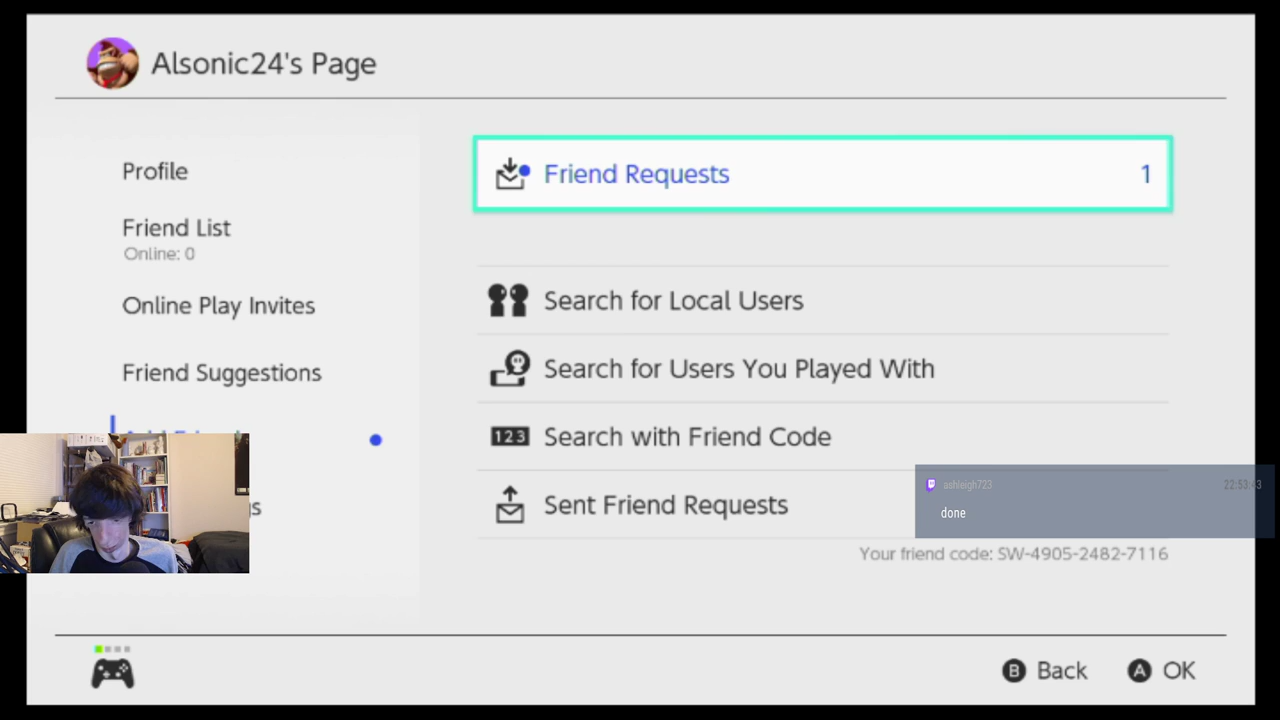 Alsonic24's Page
Profile
Friend List
Online: 0
Online Play Invites
Friend Suggestions
Friend Requests 1
Search for Local Users
Search for Users You Played With
123 Search with Friend Code
Sent Friend Requests
ashleigh723
done
Your friend code: SW-4905-2482-7116
B Back
A OK